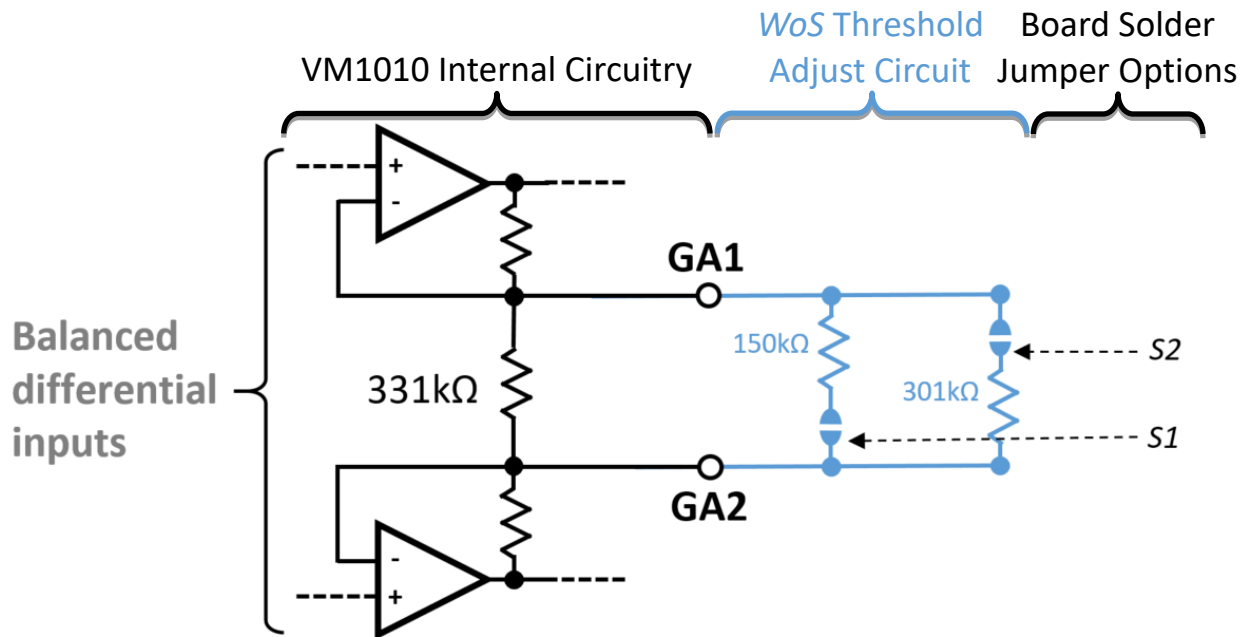 VM1010 Internal Circuitry
WoS Threshold
Adjust Circuit
Board Solder
Jumper Options
+
-
GA1
Balanced
differential
inputs
331kΩ
150kΩ
301kΩ
S2
S1
GA2
-
+